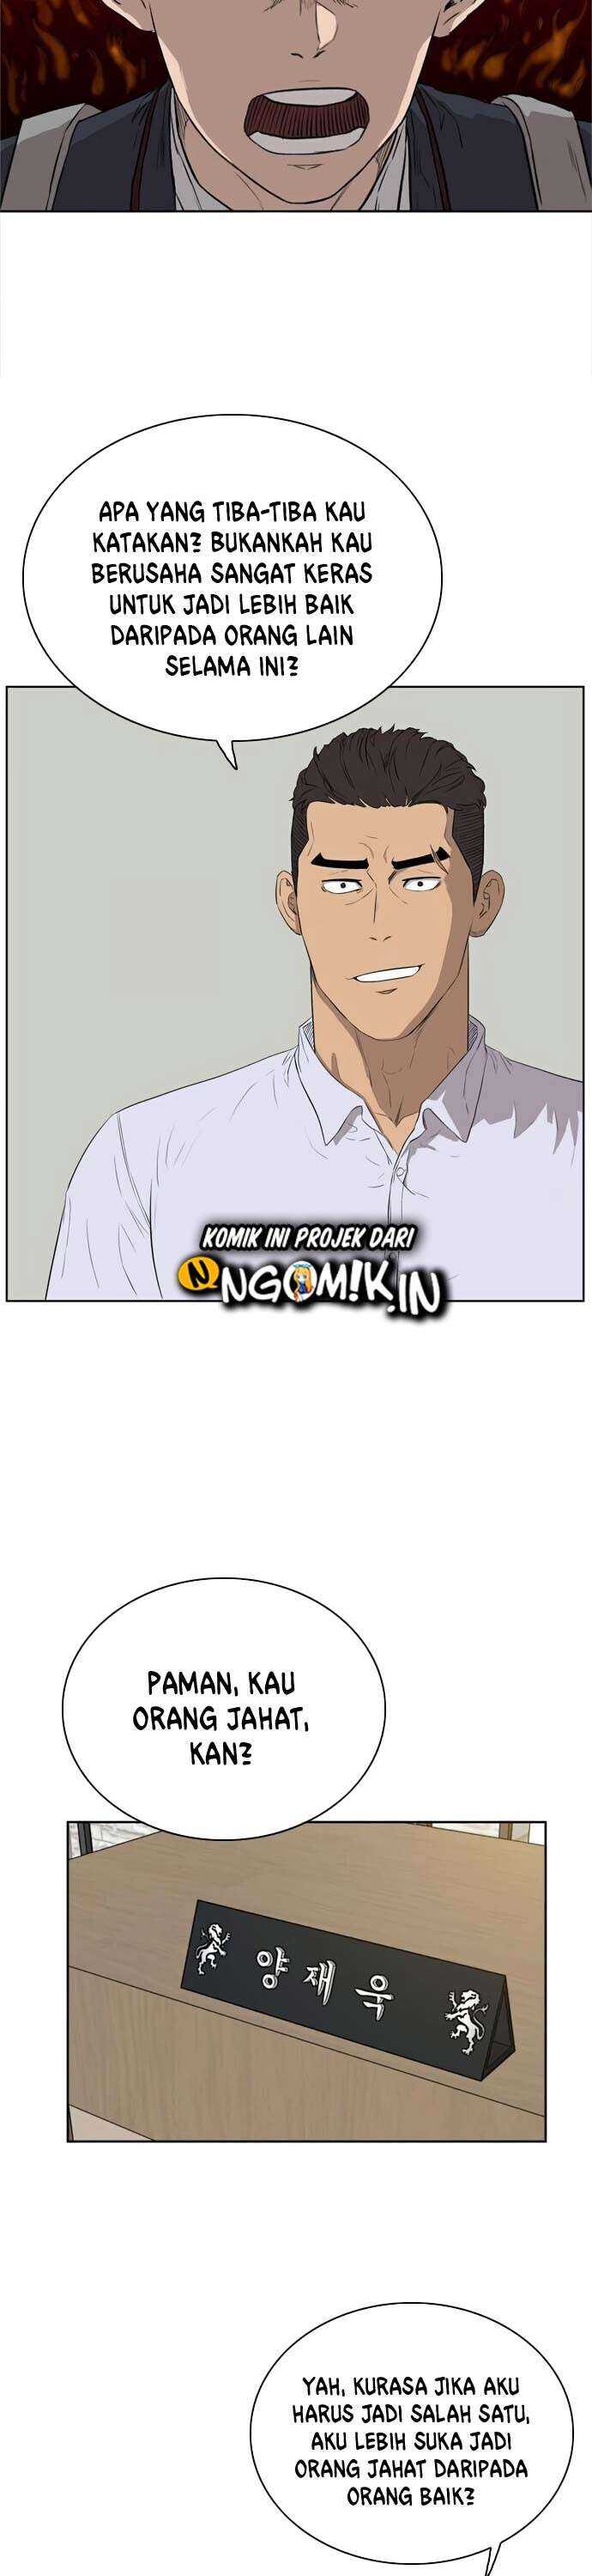 APA YANG TIBA-TIBA KAU
KATAKAN? BUKANKAH KAU
BERUSAHA SANGAT KERAS
UNTUK JADI LEBIH BAIK
DARIPADA ORANG LAIN
SELAMA INI?
KOMIK INI PROJEK DARI
N NGOM!K.IN
PAMAN, KAU
ORANG JAHAT,
KAN?
양재욱
YAH, KURASA JIKA AKU
HARUS JADI SALAH SATU,
AKU LEBIH SUKA JADI
ORANG JAHAT DARIPADA
ORANG BAIK?